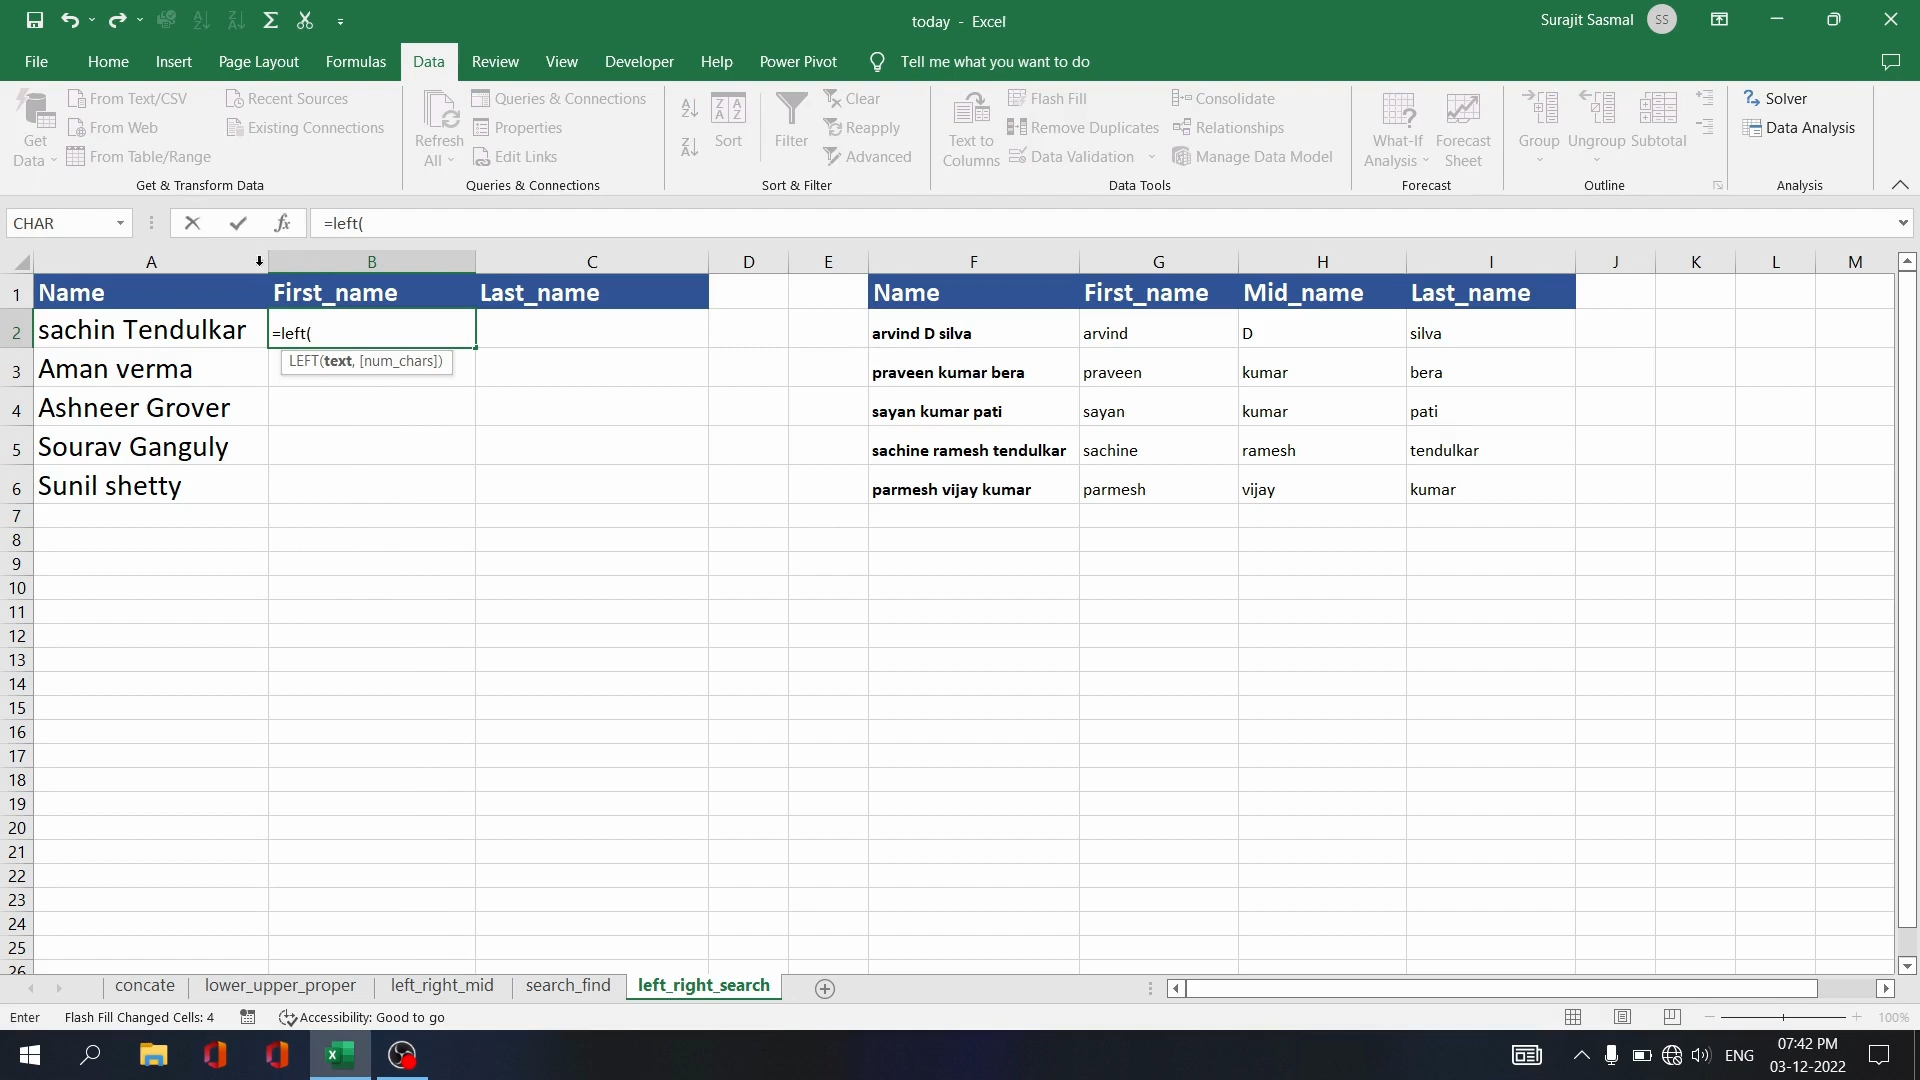 today - Excel
Surajit Sasmal SS
File Home Insert Page Layout Formulas Data Review View Developer Help Power Pivot Tell me what you want to do
Get Data
From Text/CSV
From Web
From Table/Range
Recent Sources
Existing Connections
Get & Transform Data
Refresh All
Queries & Connections
Properties
Edit Links
Queries & Connections
Sort
Filter
Clear
Reapply
Advanced
Sort & Filter
Text to Columns
Flash Fill
Remove Duplicates
Data Validation
Consolidate
Relationships
Manage Data Model
Data Tools
What-If Analysis
Forecast Sheet
Forecast
Group
Ungroup
Subtotal
Outline
Solver
Data Analysis
Analysis
CHAR fx =left(
A B C D E F G H I J K L M
1 Name First_name Last_name Name First_name Mid_name Last_name
2 sachin Tendulkar =left( arvind D silva arvind D silva
LEFT(text, [num_chars])
3 Aman verma praveen kumar bera praveen kumar bera
4 Ashneer Grover sayan kumar pati sayan kumar pati
5 Sourav Ganguly sachine ramesh tendulkar sachine ramesh tendulkar
6 Sunil shetty parmesh vijay kumar parmesh vijay kumar
7
8
9
10
11
12
13
14
15
16
17
18
19
20
21
22
23
24
25
26
concate lower_upper_proper left_right_mid search_find left_right_search
Enter Flash Fill Changed Cells: 4 Accessibility: Good to go 100%
ENG 07:42 PM
03-12-2022